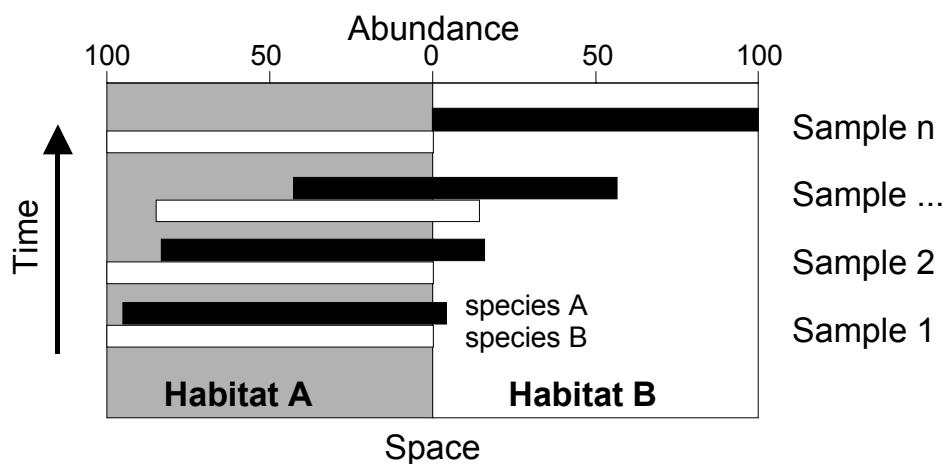 Abundance
100 50 0 50 100
Sample n
Sample ...
Time
Sample 2
species A
species B
Sample 1
Habitat A Habitat B
Space